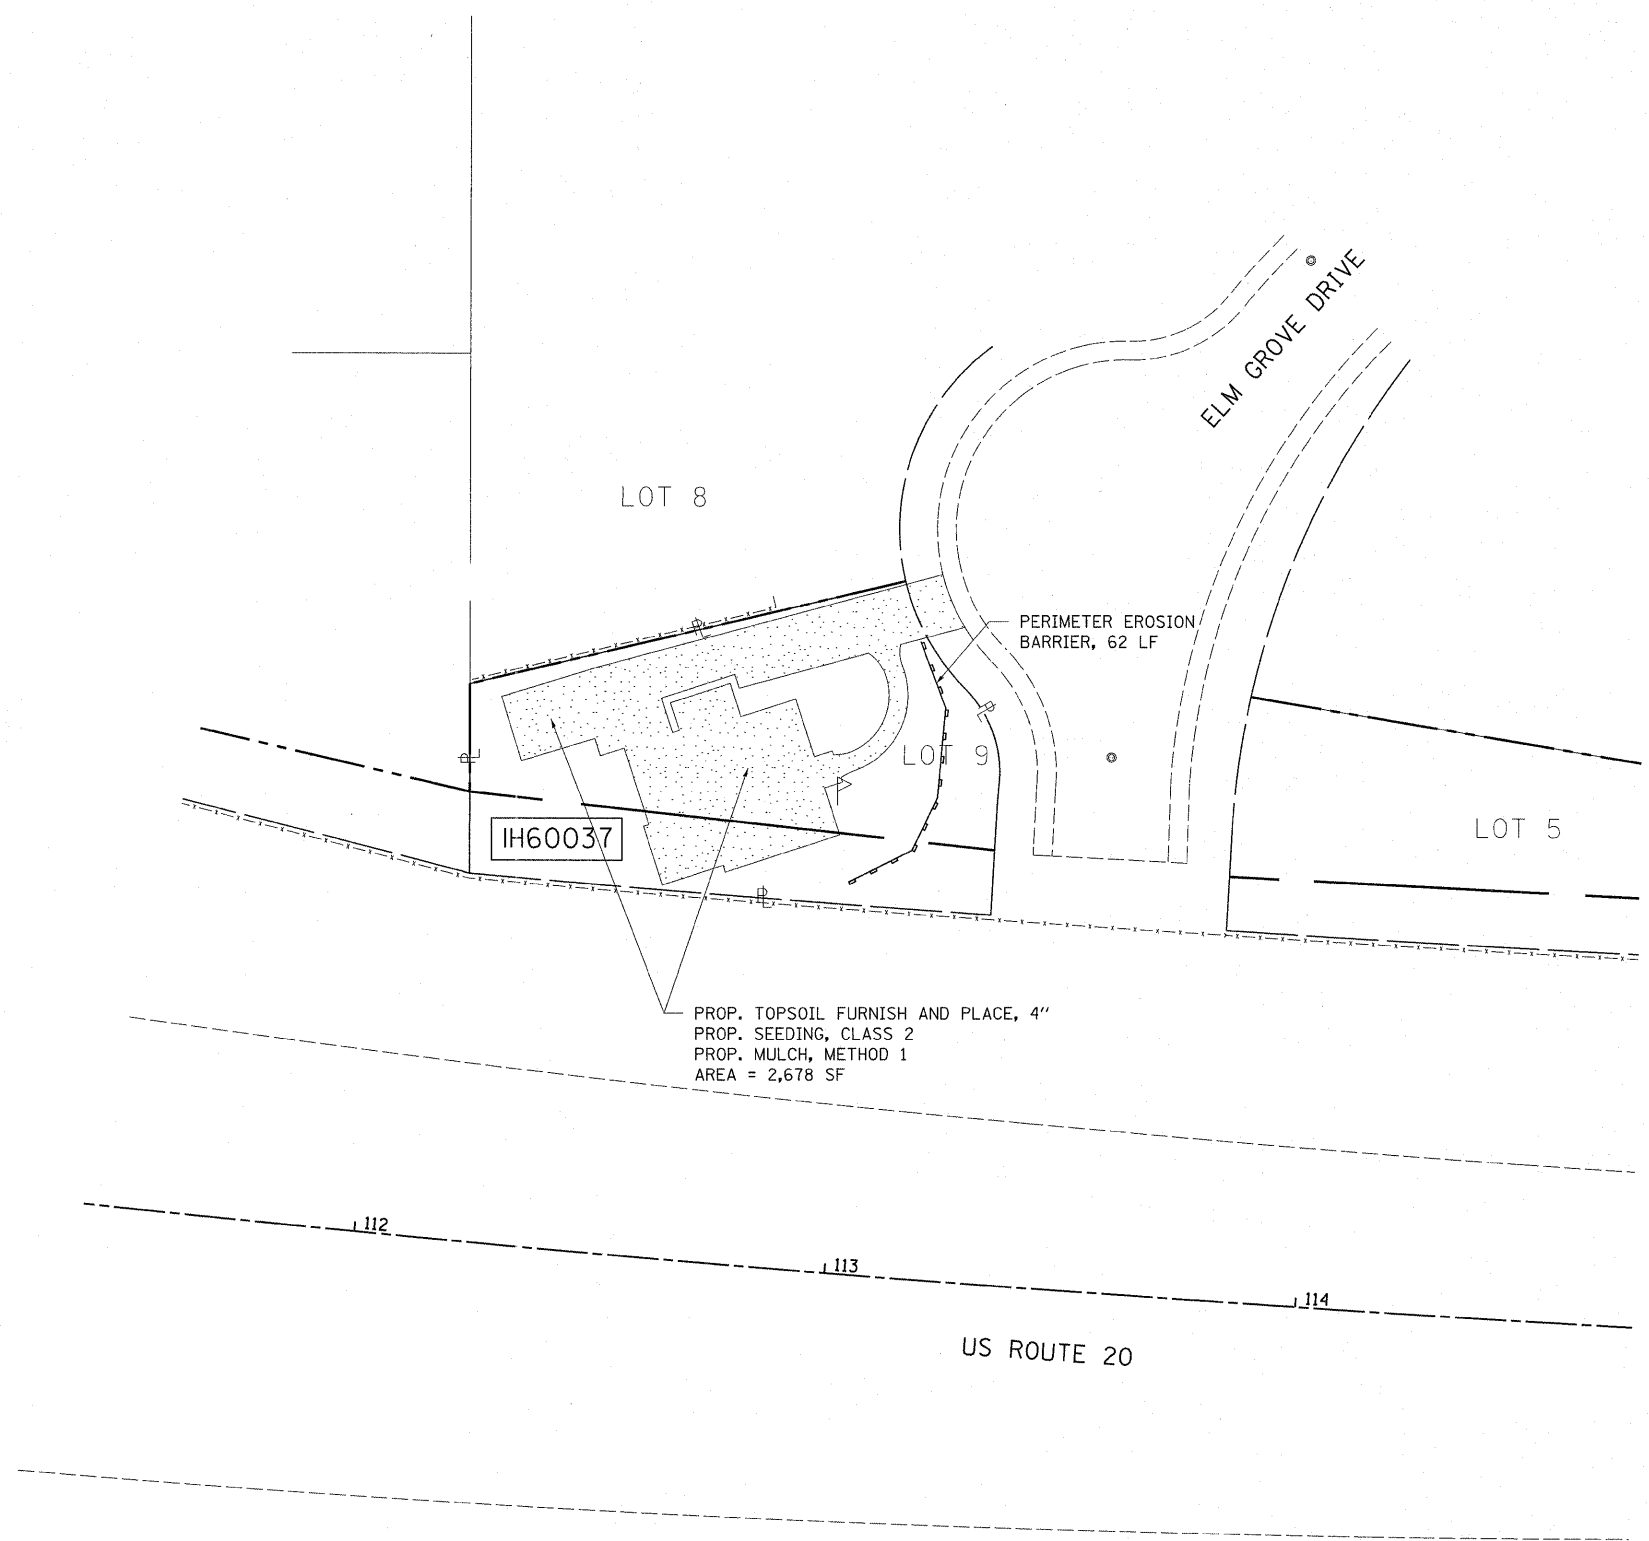 ELM GROVE DRIVE
LOT 8
PERIMETER EROSION
BARRIER, 62 LF
LOT 9
LOT 5
IH60037
PROP. TOPSOIL FURNISH AND PLACE, 4"
PROP. SEEDING, CLASS 2
PROP. MULCH, METHOD 1
AREA = 2,678 SF
112
113
114
US ROUTE 20